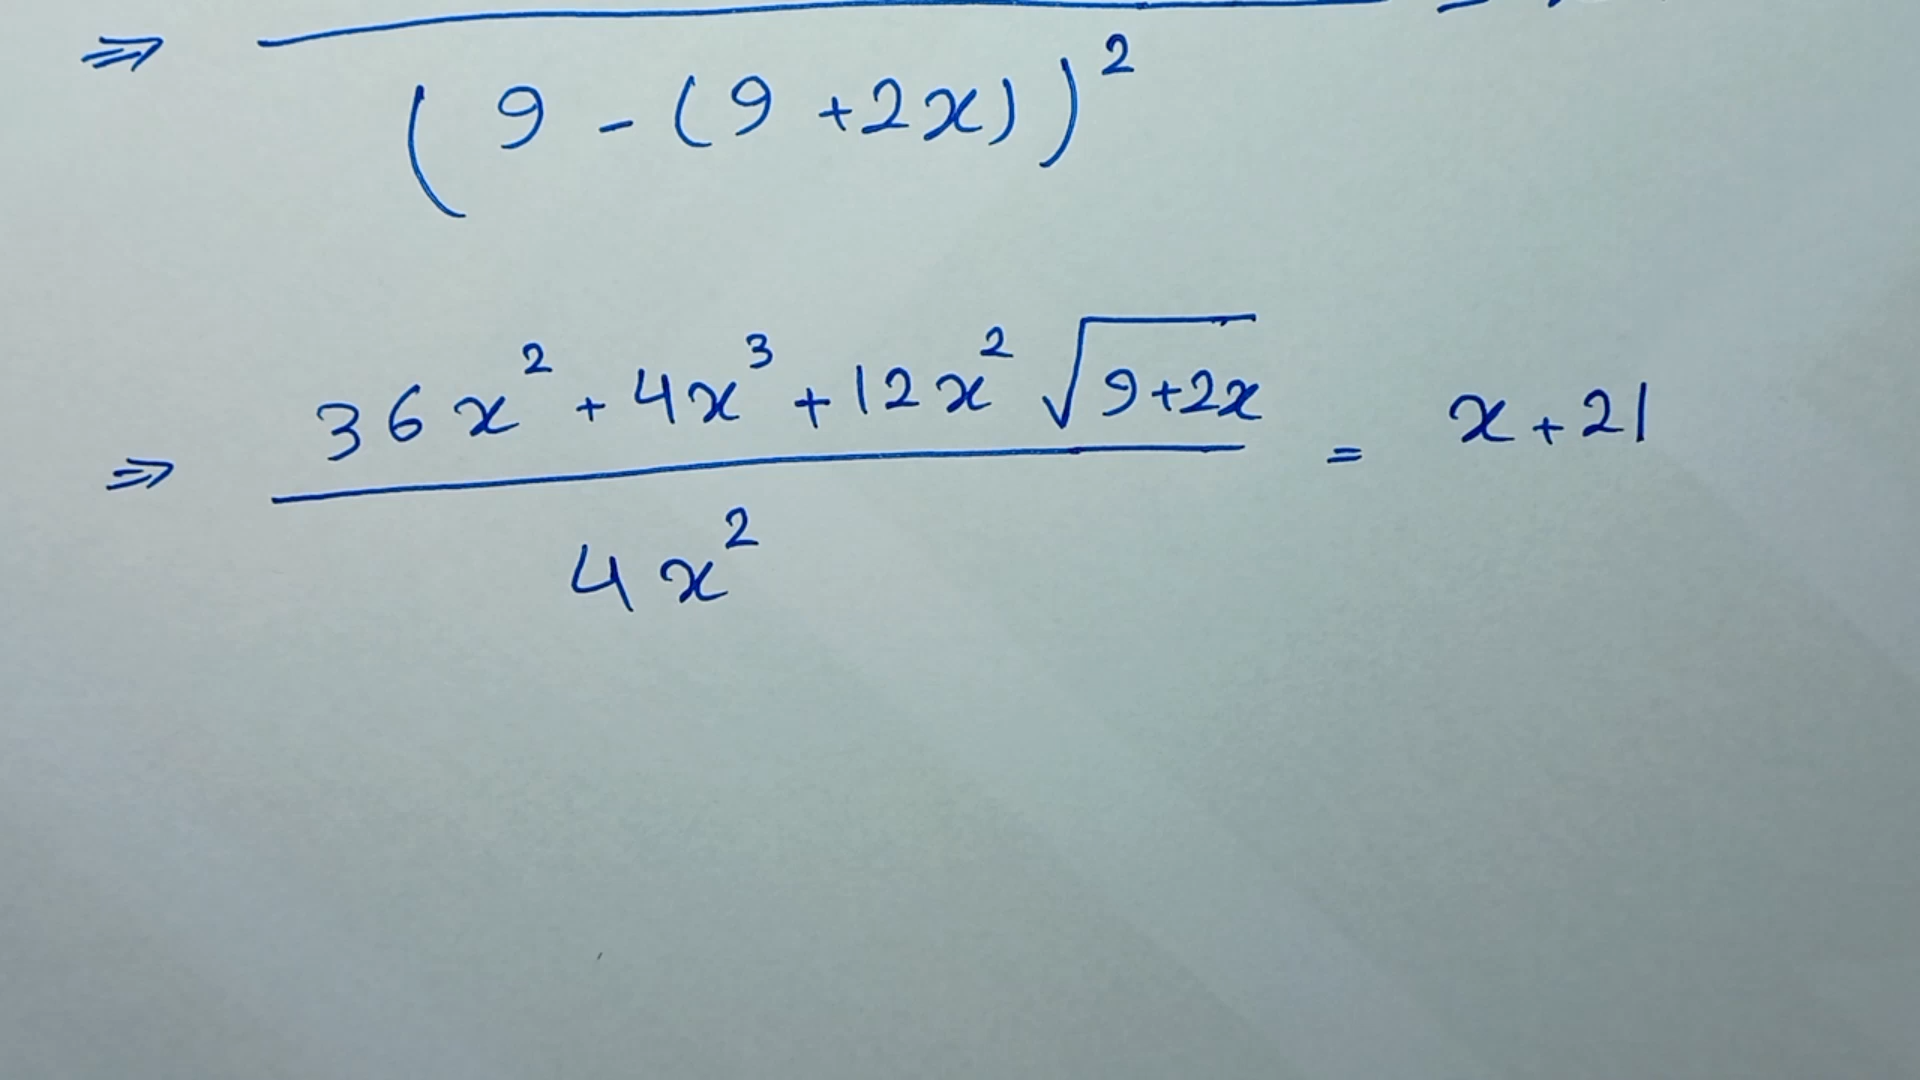 ⇒ ( 9 - ( 9 + 2x ) )²
⇒ 36x² + 4x³ + 12x² √9+2x / 4x² = x + 21